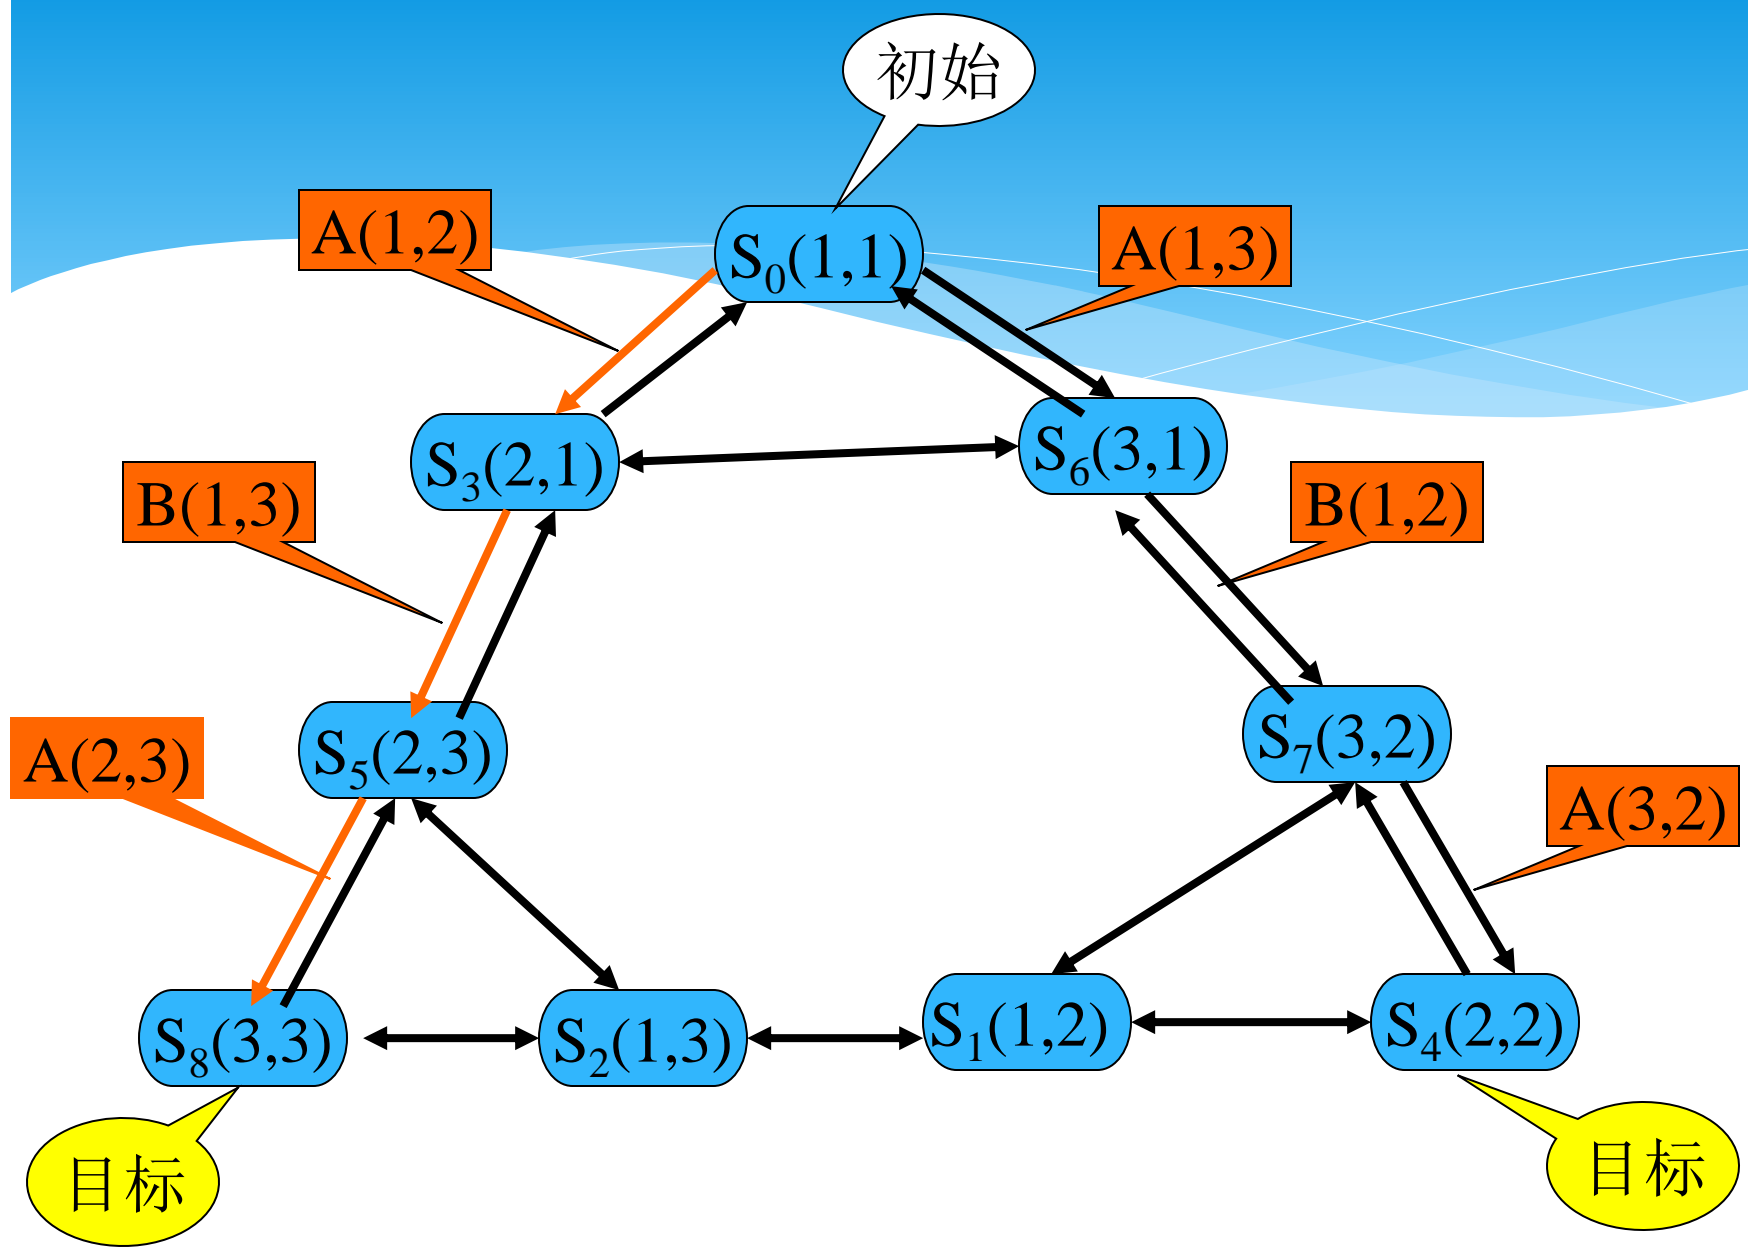 初始
A(1,2)
S₀(1,1)
A(1,3)
S₃(2,1)
S₆(3,1)
B(1,3)
B(1,2)
S₅(2,3)
S₇(3,2)
A(2,3)
A(3,2)
S₈(3,3)
S₂(1,3)
S₁(1,2)
S₄(2,2)
目标
目标